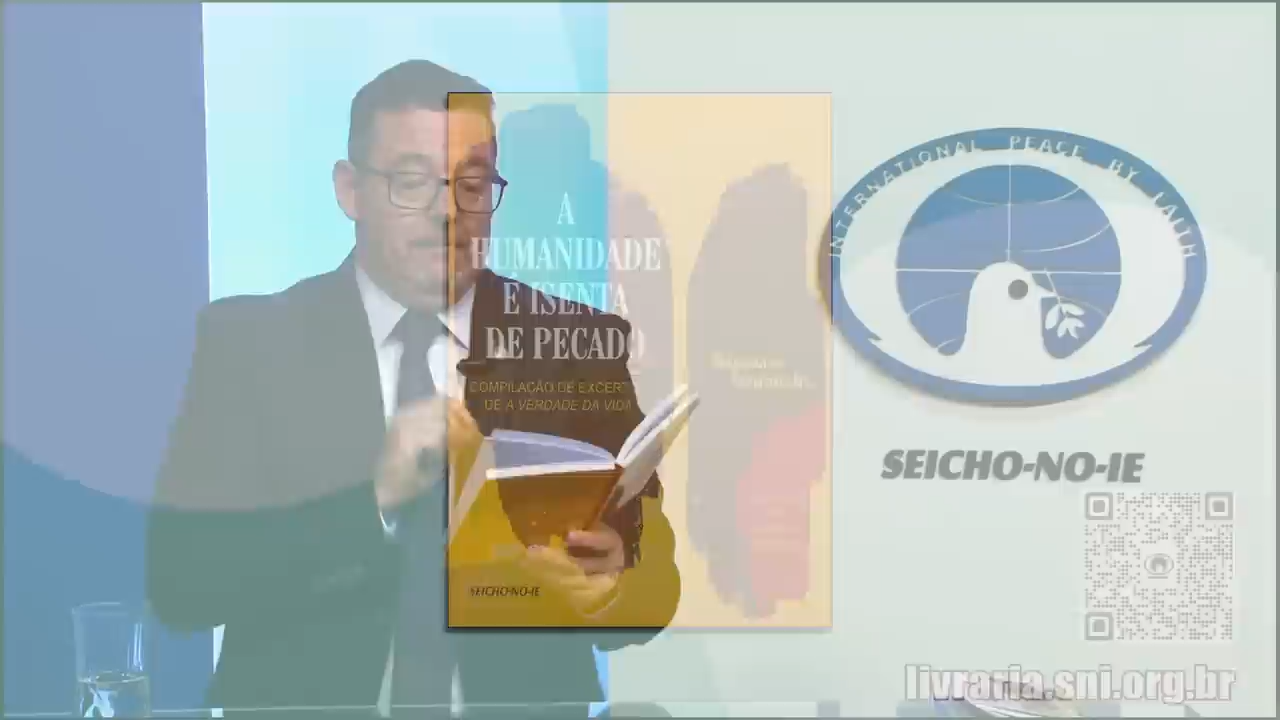 INTERNATIONAL PEACE BY FAITH
A
HUMANIDADE
É ISENTA
DE PECADO
COMPILAÇÃO DE EXCERT
DE A VERDADE DA VIDA
SEICHO-NO-IE
SEICHO-NO-IE
livraria.sni.org.br